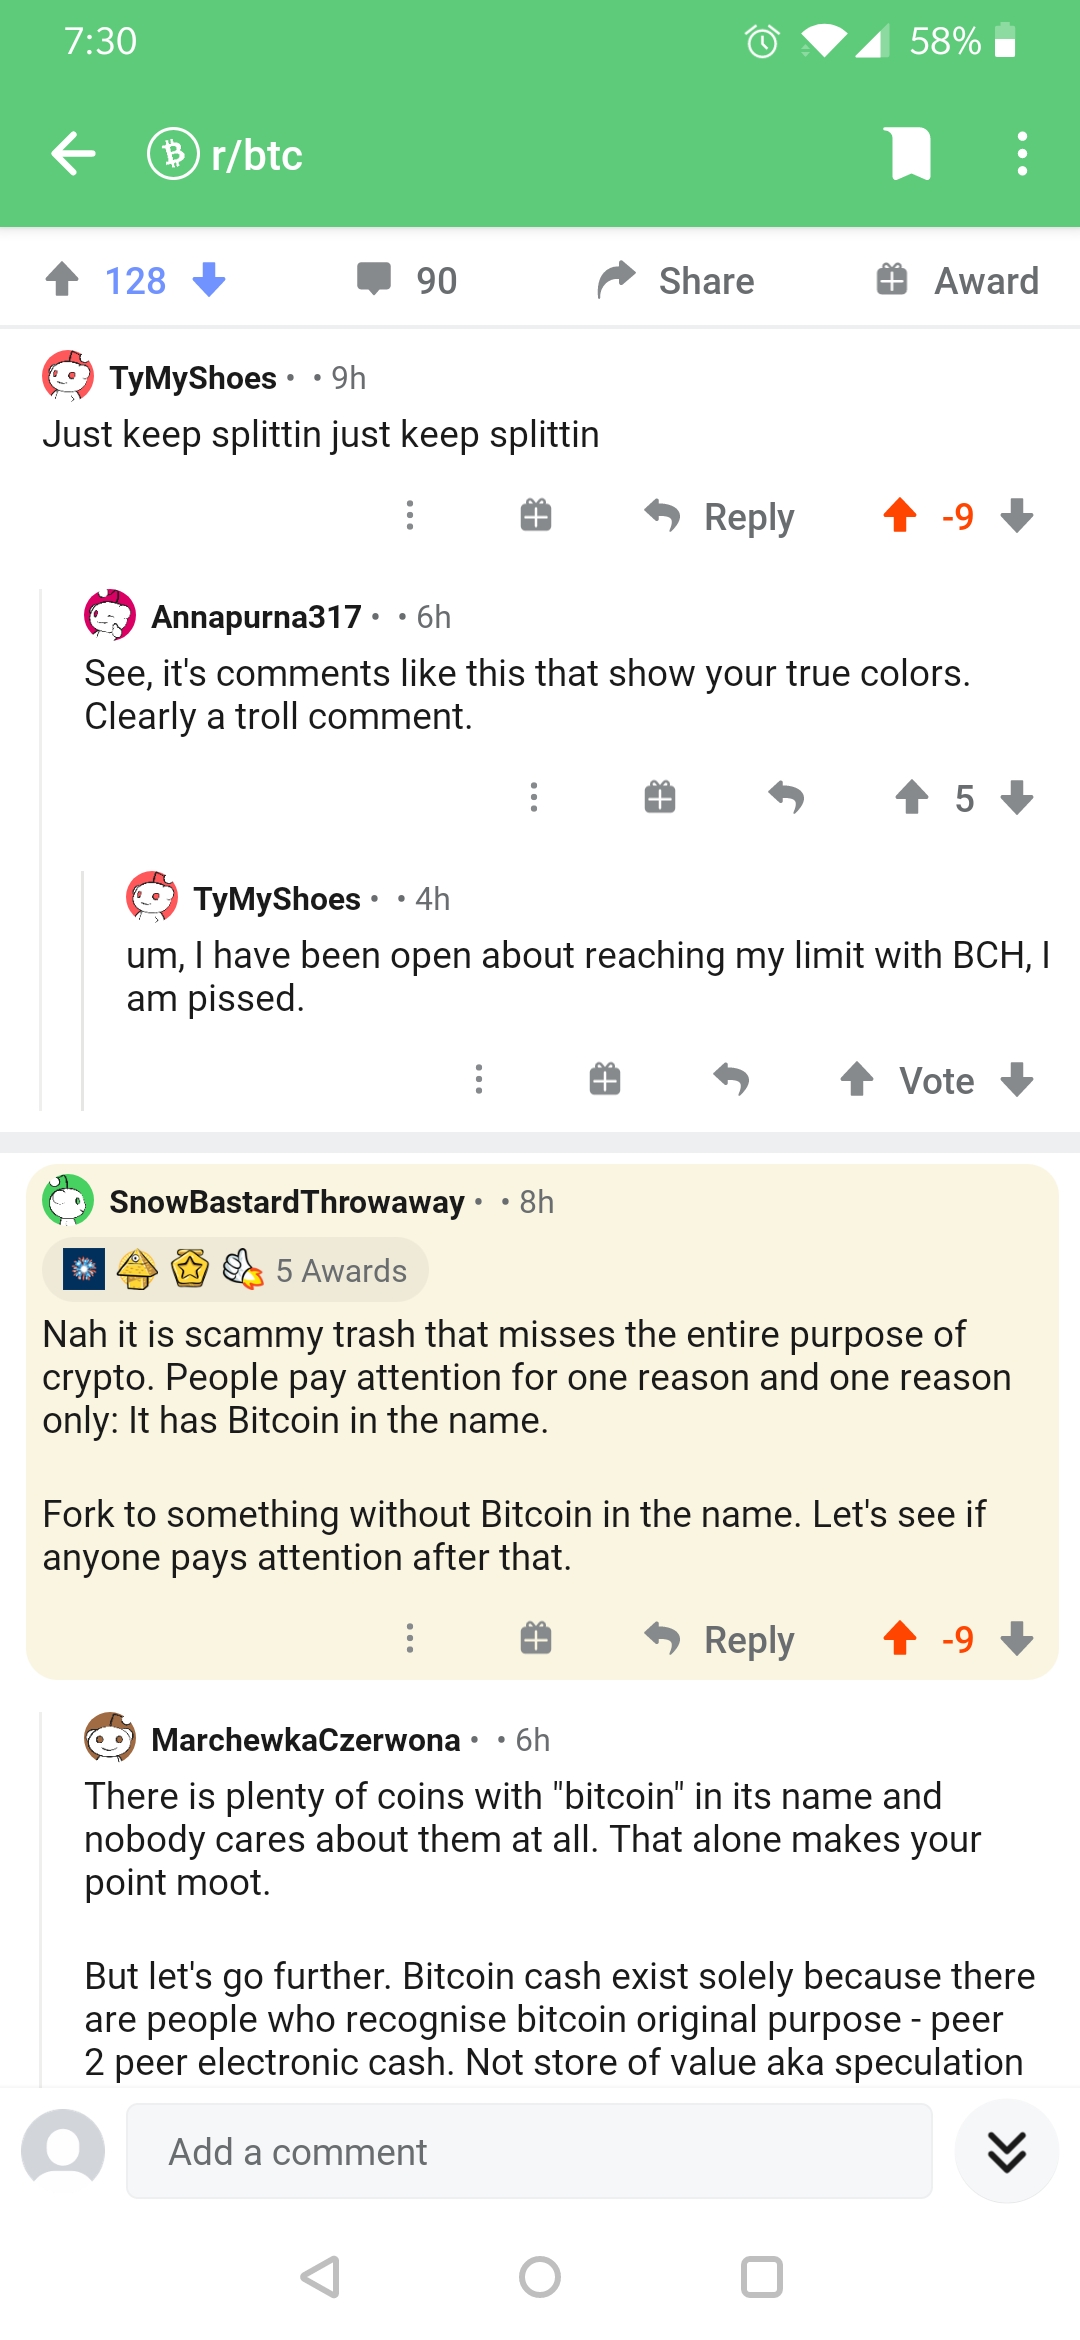 7:30
58%
r/btc
128
90
Share
Award
TyMyShoes • • 9h
Just keep splittin just keep splittin
Reply
-9
Annapurna317 • • 6h
See, it's comments like this that show your true colors.
Clearly a troll comment.
5
TyMyShoes • • 4h
um, I have been open about reaching my limit with BCH, I
am pissed.
Vote
SnowBastardThrowaway • • 8h
5 Awards
Nah it is scammy trash that misses the entire purpose of
crypto. People pay attention for one reason and one reason
only: It has Bitcoin in the name.
Fork to something without Bitcoin in the name. Let's see if
anyone pays attention after that.
Reply
-9
MarchewkaCzerwona • • 6h
There is plenty of coins with "bitcoin" in its name and
nobody cares about them at all. That alone makes your
point moot.
But let's go further. Bitcoin cash exist solely because there
are people who recognise bitcoin original purpose - peer
2 peer electronic cash. Not store of value aka speculation
Add a comment